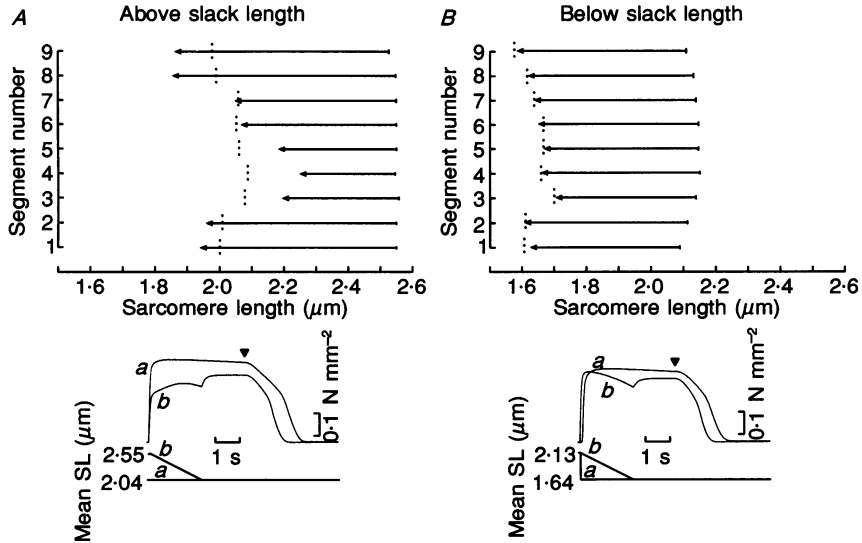 A Above slack length
Segment number
9
8
7
6
5
4
3
2
1
1·6 1·8 2·0 2·2 2·4 2·6
Sarcomere length (μm)
B Below slack length
Segment number
9
8
7
6
5
4
3
2
1
1·6 1·8 2·0 2·2 2·4 2·6
Sarcomere length (μm)
a
b
0·1 N mm⁻²
1 s
Mean SL (μm)
2·55
2·04
b
a
a
b
0·1 N mm⁻²
1 s
Mean SL (μm)
2·13
1·64
b
a